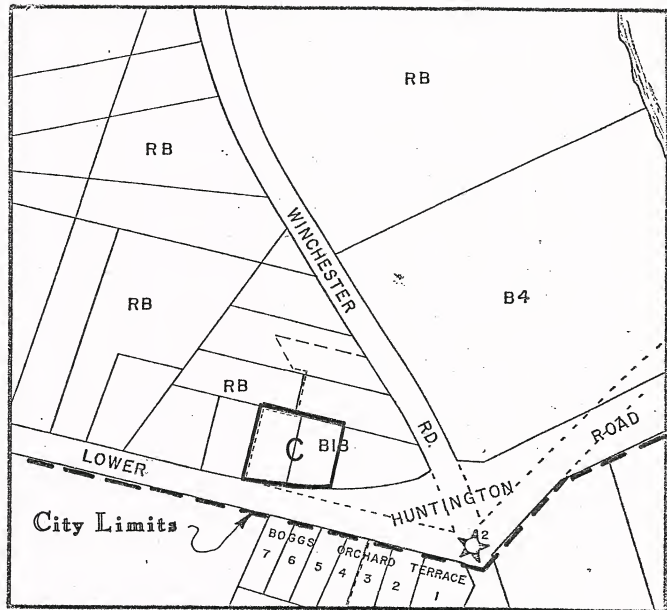 RB
RB
WINCHESTER
RD.
RB
B4
RB
C
B1B
LOWER
HUNTINGTON
ROAD
City Limits
2
BOGGS
ORCHARD
TERRACE
7
6
5
4
3
2
1